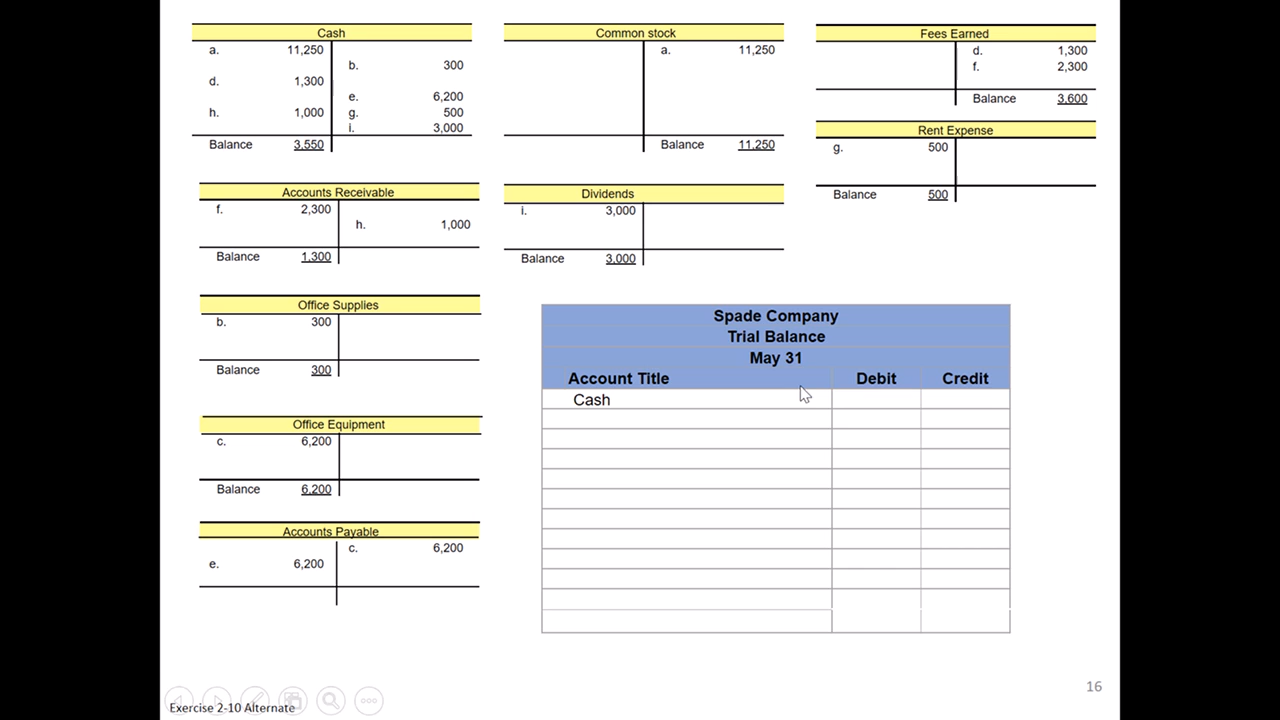 Cash
a. 11,250
b. 300
d. 1,300
e. 6,200
h. 1,000 g. 500
i. 3,000
Balance 3,550
Accounts Receivable
f. 2,300
h. 1,000
Balance 1,300
Office Supplies
b. 300
Balance 300
Office Equipment
c. 6,200
Balance 6,200
Accounts Payable
c. 6,200
e. 6,200
Common stock
a. 11,250
Balance 11,250
Dividends
i. 3,000
Balance 3,000
Fees Earned
d. 1,300
f. 2,300
Balance 3,600
Rent Expense
g. 500
Balance 500
Spade Company
Trial Balance
May 31
Account Title Debit Credit
Cash
16
Exercise 2-10 Alternate